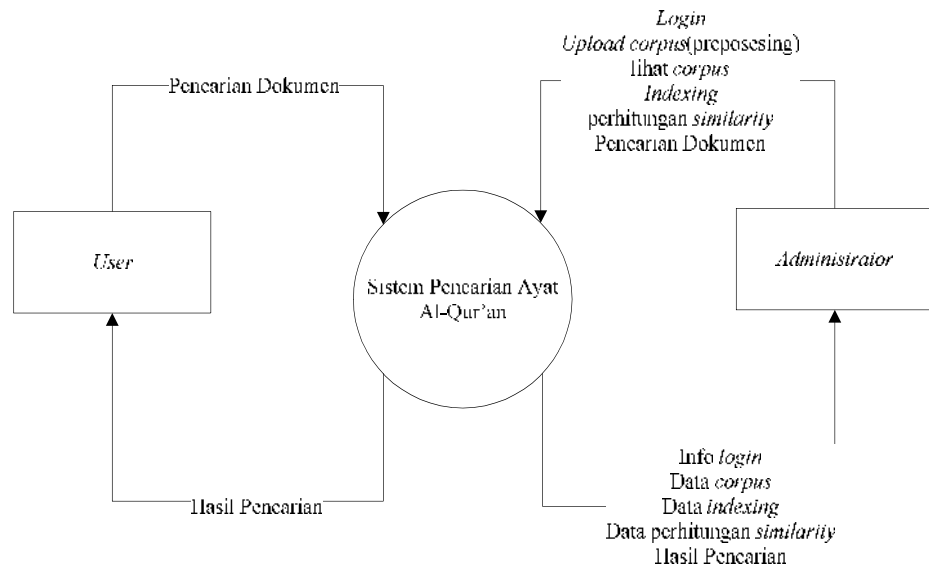 Login
Upload corpus(preposesing)
lihat corpus
Indexing
perhitungan similarity
Pencarian Dokumen
Pencarian Dokumen
User
Sistem Pencarian Ayat
Al-Qur’an
Administrator
Hasil Pencarian
Info login
Data corpus
Data indexing
Data perhitungan similarity
Hasil Pencarian